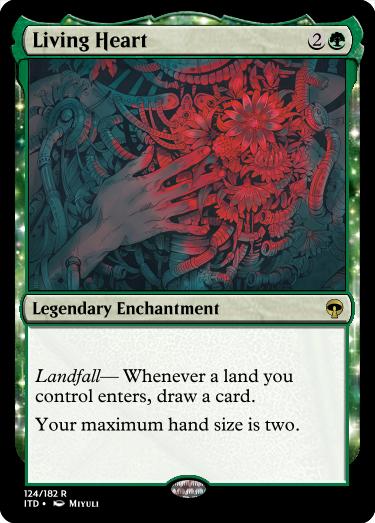 Living Heart 2
Legendary Enchantment
Landfall— Whenever a land you
control enters, draw a card.
Your maximum hand size is two.
124/182 R
ITD • Miyuli